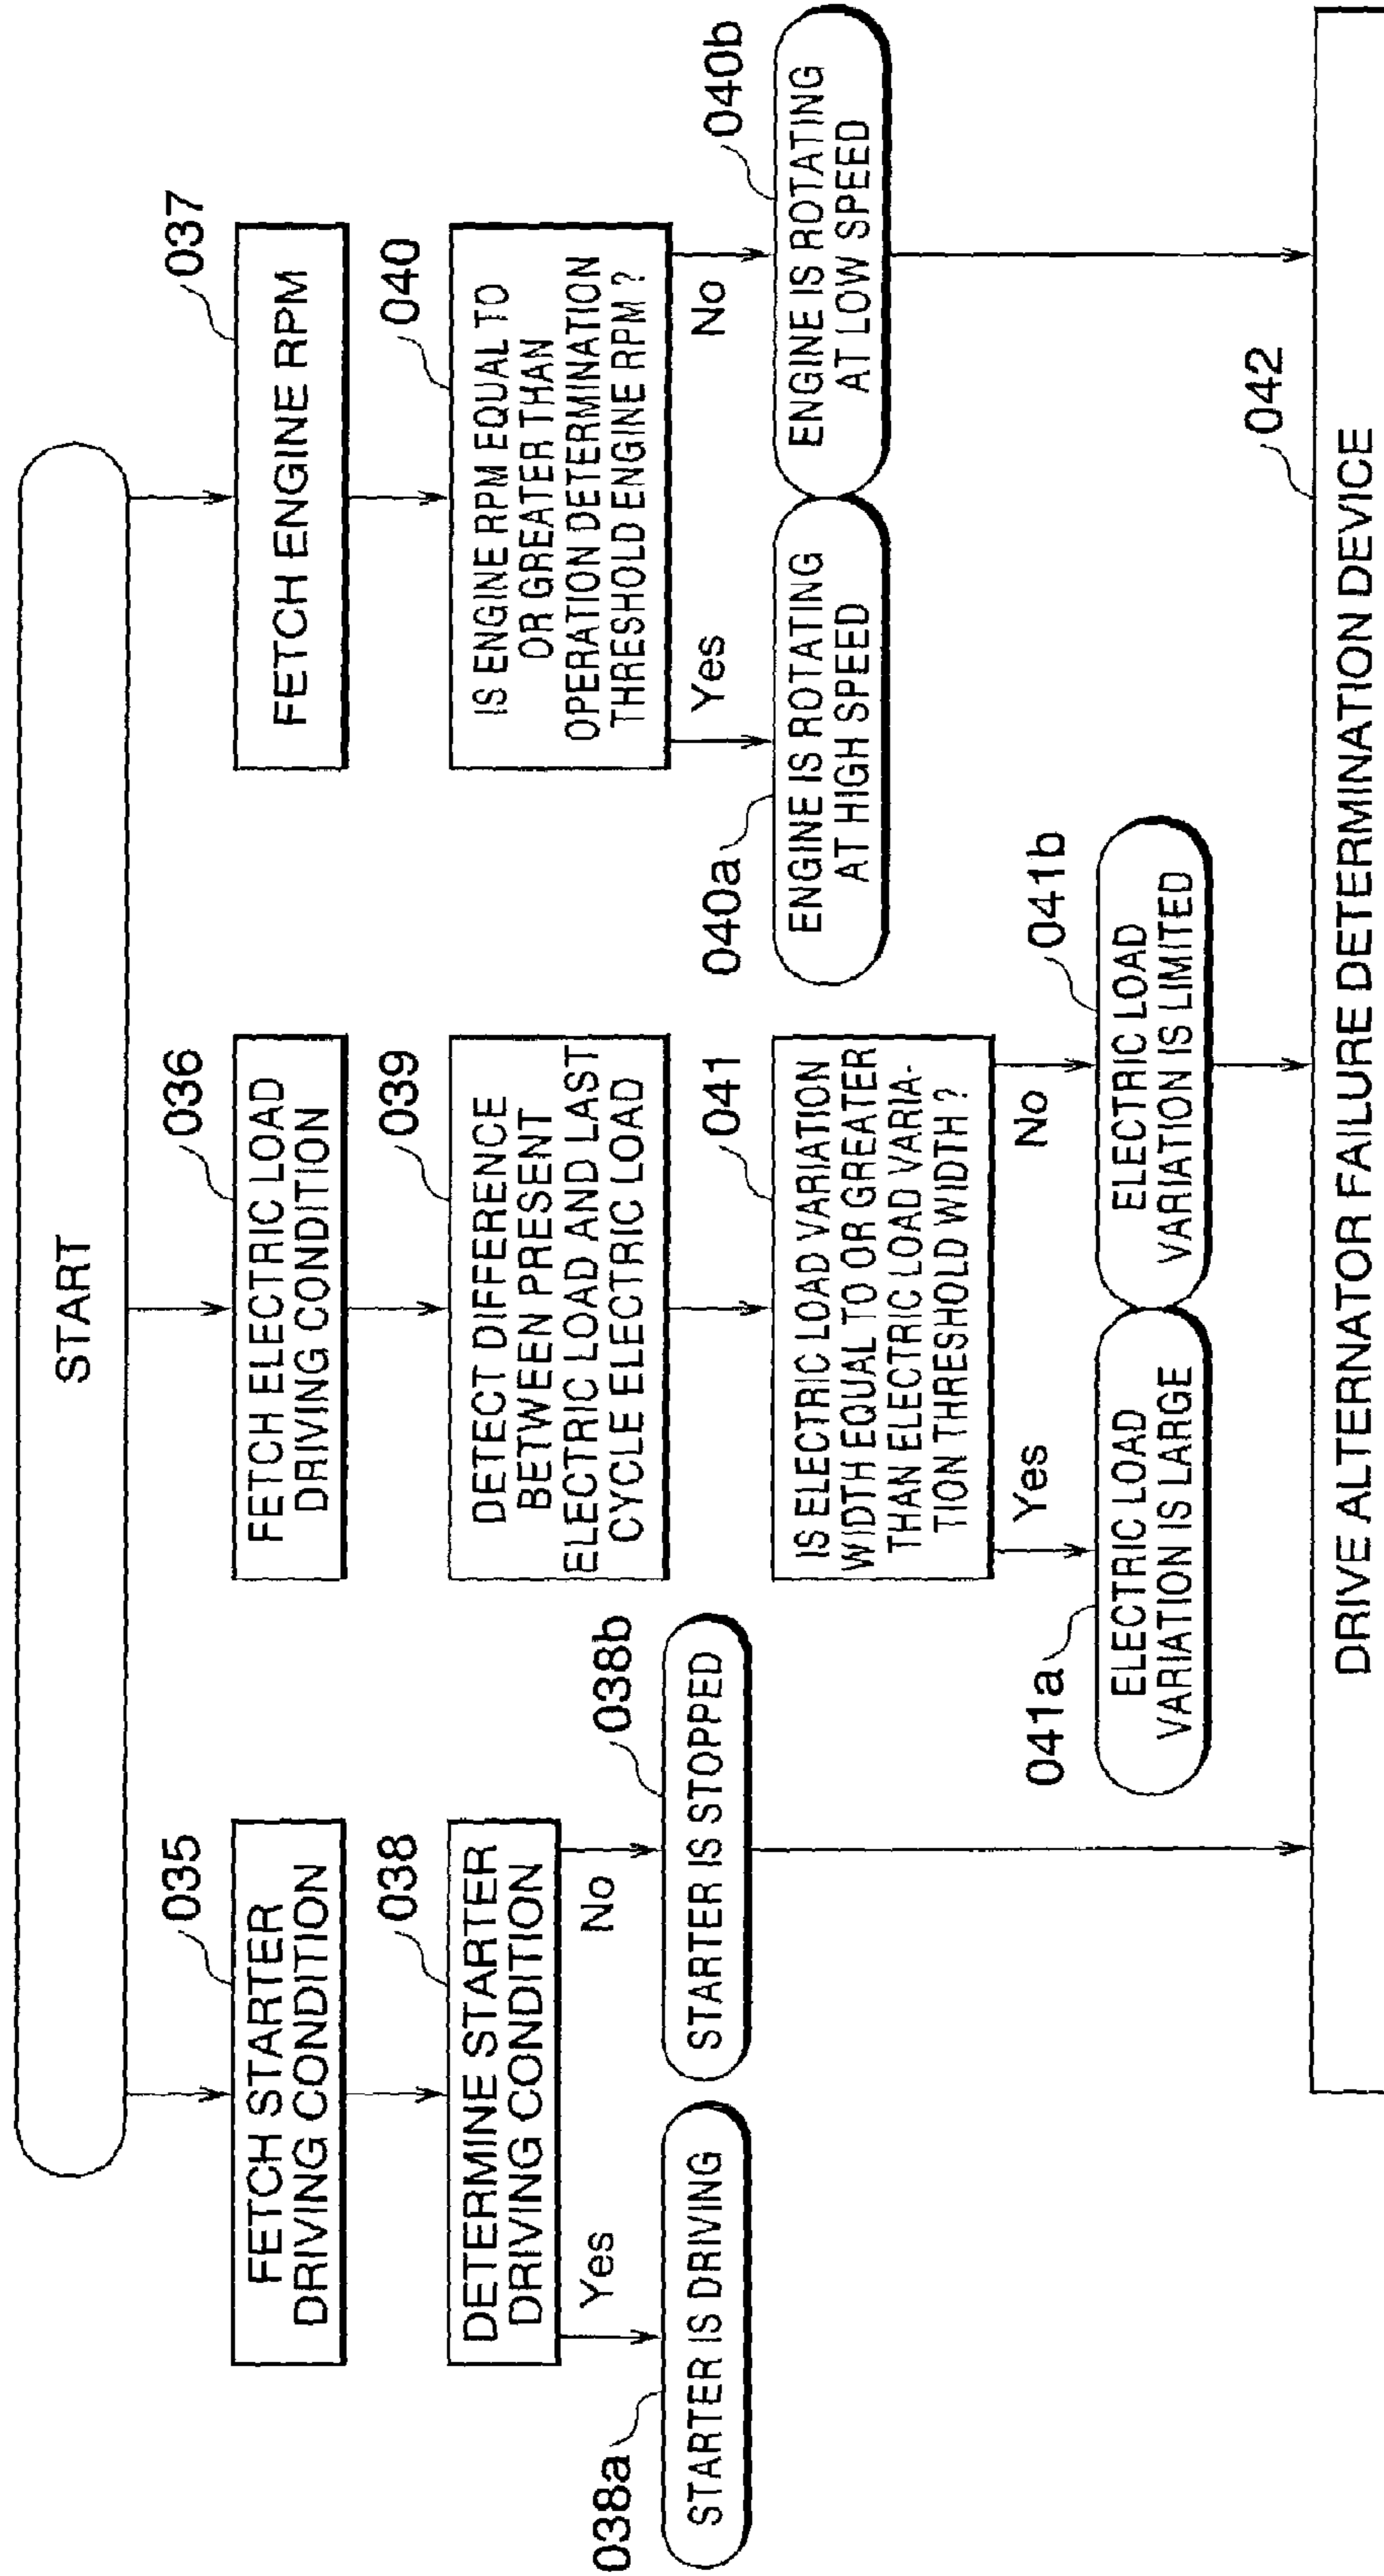 START
035
FETCH STARTER
DRIVING CONDITION
038
DETERMINE STARTER
DRIVING CONDITION
Yes
No
038a
STARTER IS DRIVING
038b
STARTER IS STOPPED
036
FETCH ELECTRIC LOAD
DRIVING CONDITION
039
DETECT DIFFERENCE
BETWEEN PRESENT
ELECTRIC LOAD AND LAST
CYCLE ELECTRIC LOAD
041
IS ELECTRIC LOAD VARIATION
WIDTH EQUAL TO OR GREATER
THAN ELECTRIC LOAD VARIA-
TION THRESHOLD WIDTH ?
Yes
No
041a
ELECTRIC LOAD
VARIATION IS LARGE
041b
ELECTRIC LOAD
VARIATION IS LIMITED
037
FETCH ENGINE RPM
040
IS ENGINE RPM EQUAL TO
OR GREATER THAN
OPERATION DETERMINATION
THRESHOLD ENGINE RPM ?
Yes
No
040a
ENGINE IS ROTATING
AT HIGH SPEED
040b
ENGINE IS ROTATING
AT LOW SPEED
042
DRIVE ALTERNATOR FAILURE DETERMINATION DEVICE